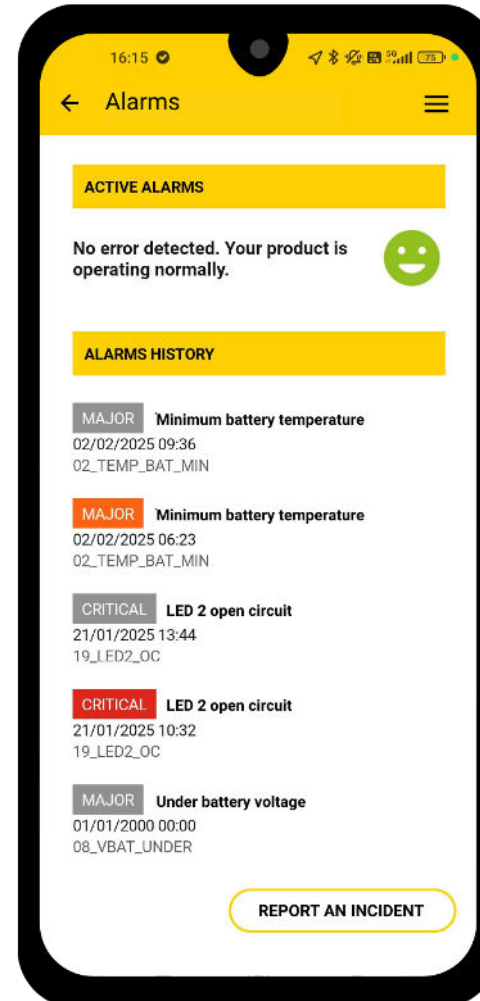 16:15
5G
75
Alarms
ACTIVE ALARMS
No error detected. Your product is
operating normally.
ALARMS HISTORY
MAJOR Minimum battery temperature
02/02/2025 09:36
02_TEMP_BAT_MIN
MAJOR Minimum battery temperature
02/02/2025 06:23
02_TEMP_BAT_MIN
CRITICAL LED 2 open circuit
21/01/2025 13:44
19_LED2_OC
CRITICAL LED 2 open circuit
21/01/2025 10:32
19_LED2_OC
MAJOR Under battery voltage
01/01/2000 00:00
08_VBAT_UNDER
REPORT AN INCIDENT